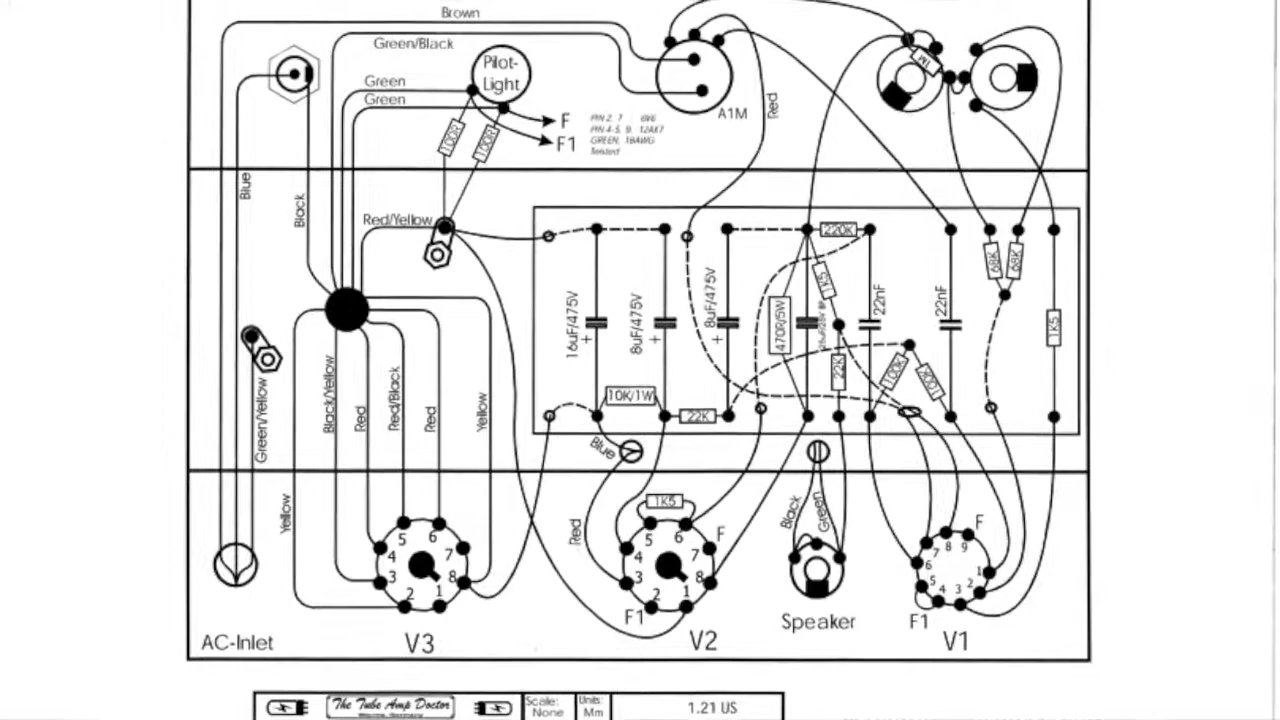 Brown
Green/Black
Pilot-
Light
Green
Green
100R
100R
F
F1
PIN 2, 7 6V6
PIN 4-5, 9. 12AX7
GREEN, 18AWG
Twisted
A1M
Red
1M
Blue
Black
Red/Yellow
220K
68K
68K
16uF/475V
+
8uF/475V
+
8uF/475V
+
470R/5W
1K5
22K
22nF
22nF
100K
1K5
10K/1W
22K
Green/Yellow
Black/Yellow
Red
Red/Black
Red
Yellow
Blue
Yellow
Red
1K5
Black
Green
5 6
4 7
3 8
2 1
5 6
4 7
3 8
2 1
F
F1
F
7 8 9
6 1
5 4 3 2
F1
AC-Inlet
V3
V2
Speaker
V1
The Tube Amp Doctor
Scale:
None
Units:
Mm
1.21 US